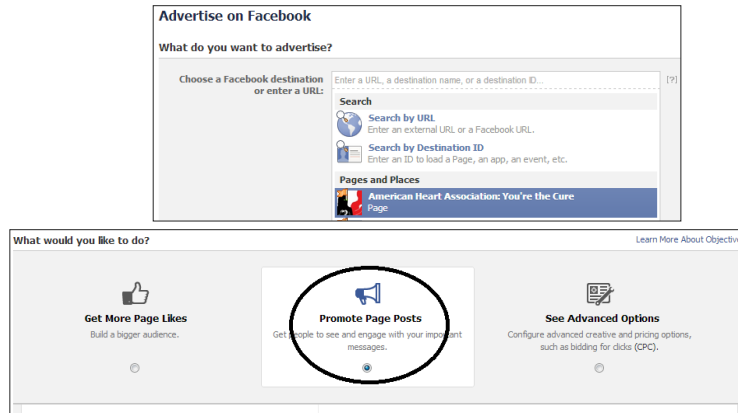 Advertise on Facebook
What do you want to advertise?
Choose a Facebook destination
or enter a URL:
Enter a URL, a destination name, or a destination ID...
[?]
Search
Search by URL
Enter an external URL or a Facebook URL.
Search by Destination ID
Enter an ID to load a Page, an app, an event, etc.
Pages and Places
American Heart Association: You're the Cure
Page
What would you like to do?
Learn More About Objective
Get More Page Likes
Build a bigger audience.
Promote Page Posts
Get people to see and engage with your important
messages.
See Advanced Options
Configure advanced creative and pricing options,
such as bidding for clicks (CPC).